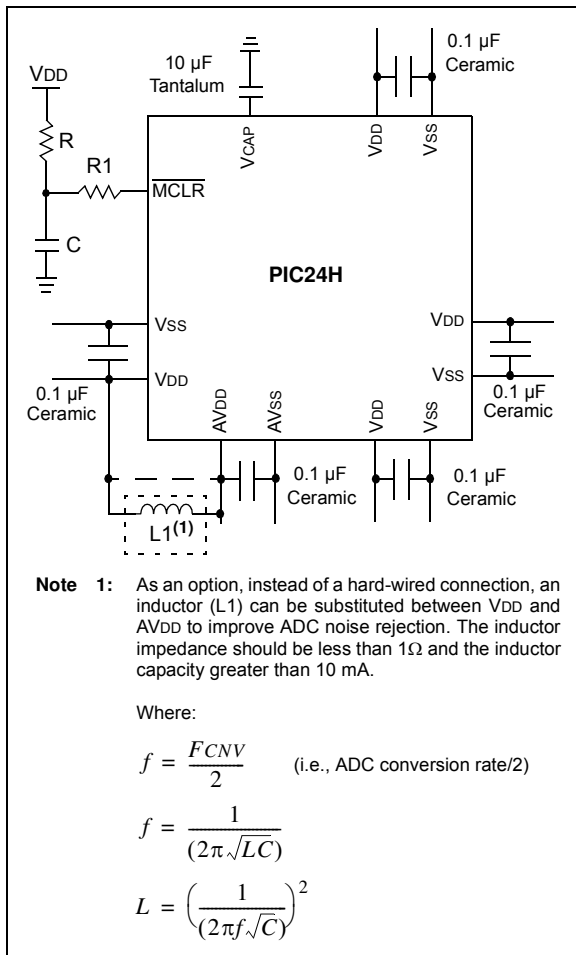 10 µF
Tantalum
0.1 µF
Ceramic
VDD
R
R1
C
VCAP
VDD
VSS
MCLR
PIC24H
VSS
VDD
VDD
VSS
0.1 µF
Ceramic
0.1 µF
Ceramic
AVDD
AVSS
VDD
VSS
0.1 µF
Ceramic
0.1 µF
Ceramic
L1(1)
Note 1: As an option, instead of a hard-wired connection, an
inductor (L1) can be substituted between VDD and
AVDD to improve ADC noise rejection. The inductor
impedance should be less than 1Ω and the inductor
capacity greater than 10 mA.
Where:
f = FCNV / 2 (i.e., ADC conversion rate/2)
f = 1 / (2π√LC)
L = (1 / (2πf√C))²